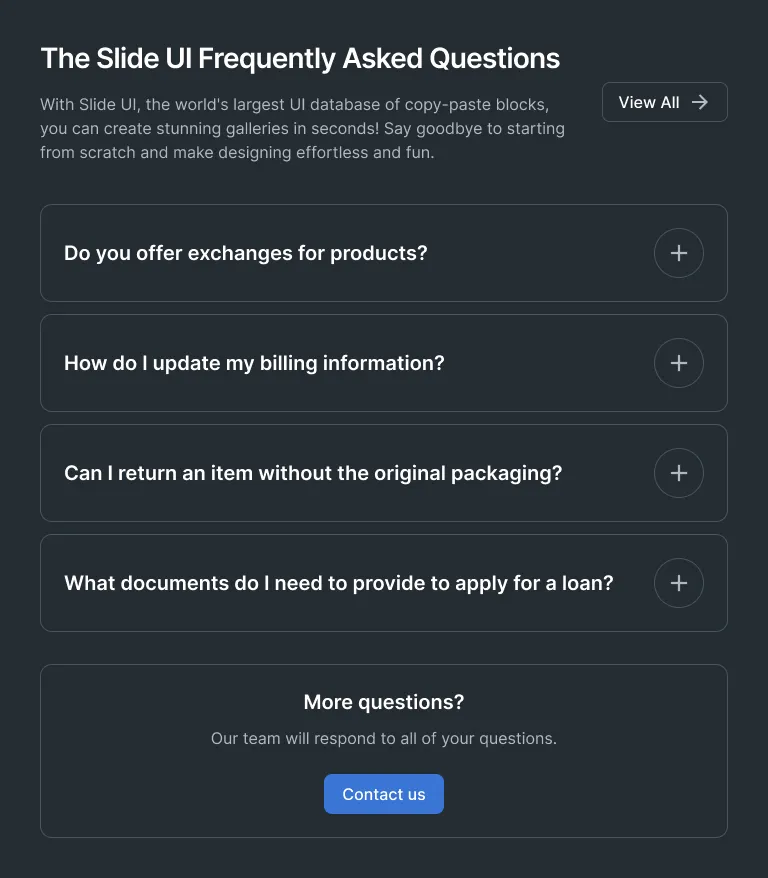 The Slide UI Frequently Asked Questions
With Slide UI, the world's largest UI database of copy-paste blocks,
you can create stunning galleries in seconds! Say goodbye to starting
from scratch and make designing effortless and fun.
View All
Do you offer exchanges for products?
How do I update my billing information?
Can I return an item without the original packaging?
What documents do I need to provide to apply for a loan?
More questions?
Our team will respond to all of your questions.
Contact us